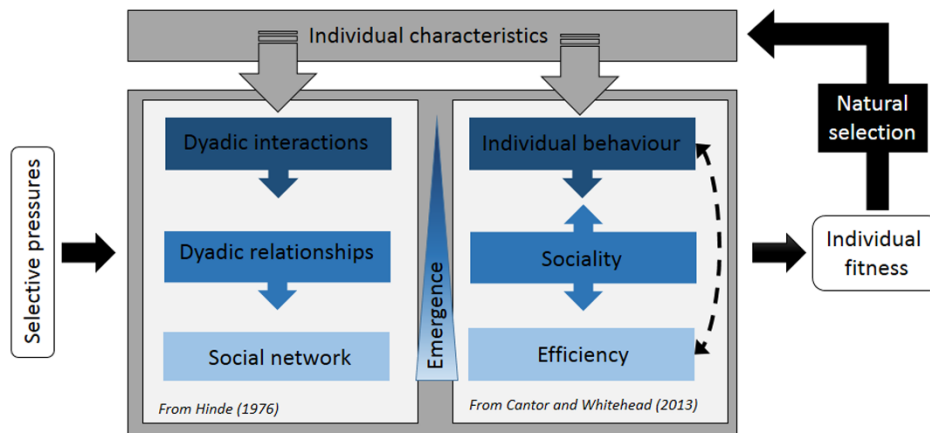 Individual characteristics
Selective pressures
Dyadic interactions
Dyadic relationships
Social network
From Hinde (1976)
Emergence
Individual behaviour
Sociality
Efficiency
From Cantor and Whitehead (2013)
Natural
selection
Individual
fitness